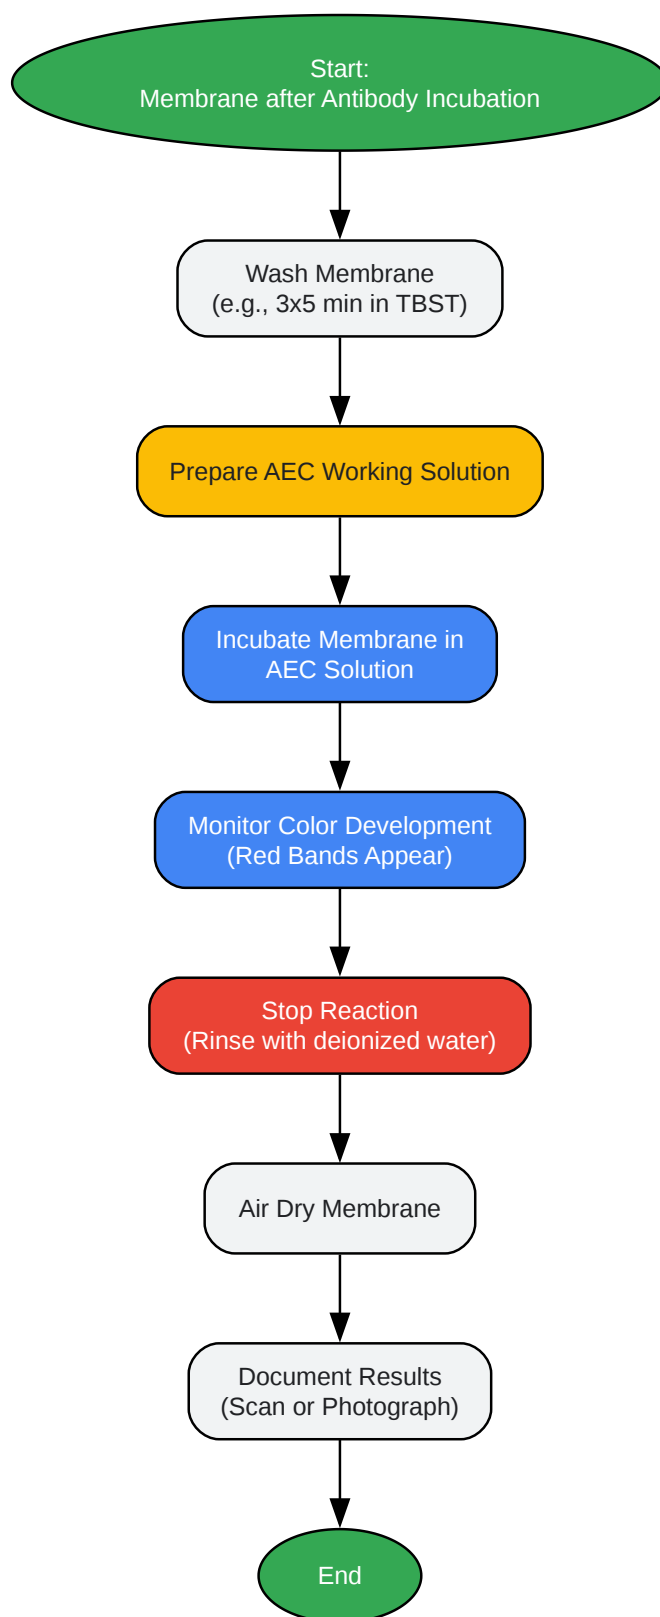 Start:
Membrane after Antibody Incubation
Wash Membrane
(e.g., 3x5 min in TBST)
Prepare AEC Working Solution
Incubate Membrane in
AEC Solution
Monitor Color Development
(Red Bands Appear)
Stop Reaction
(Rinse with deionized water)
Air Dry Membrane
Document Results
(Scan or Photograph)
End